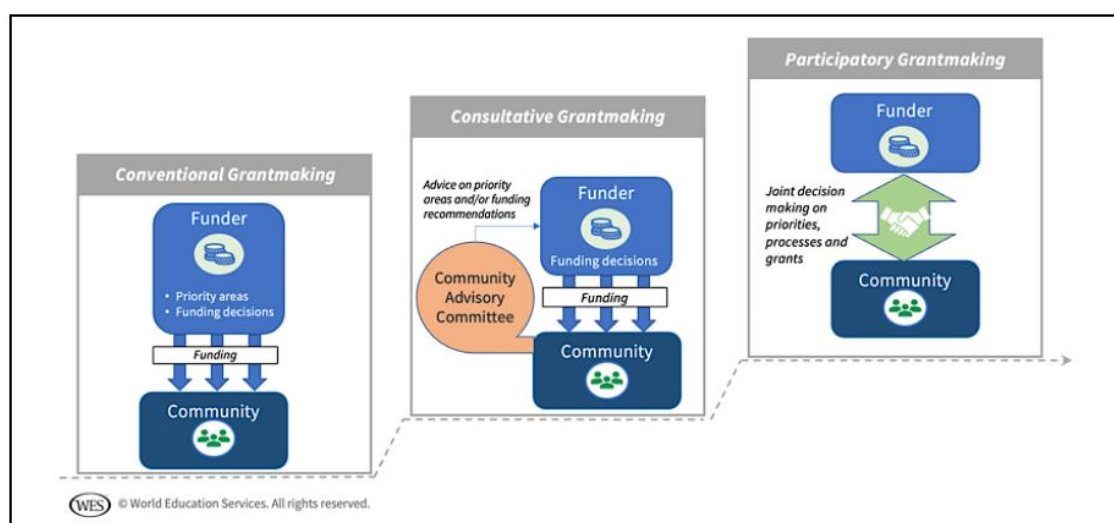 Conventional Grantmaking
Funder
• Priority areas
• Funding decisions
Funding
Community
Consultative Grantmaking
Advice on priority
areas and/or funding
recommendations
Funder
Funding decisions
Community
Advisory
Committee
Funding
Community
Participatory Grantmaking
Funder
Joint decision
making on
priorities,
processes and
grants
Community
WES © World Education Services. All rights reserved.